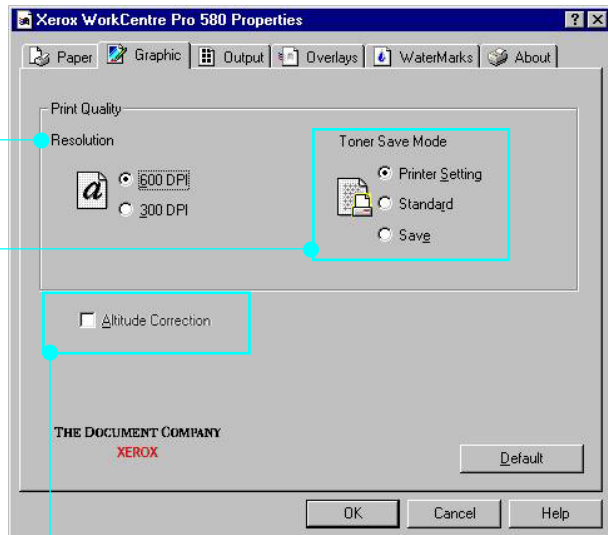 Xerox WorkCentre Pro 580 Properties
Paper Graphic Output Overlays WaterMarks About
Print Quality
Resolution Toner Save Mode
a
600 DPI
300 DPI
Printer Setting
Standard
Save
Altitude Correction
THE DOCUMENT COMPANY
XEROX
Default
OK Cancel Help